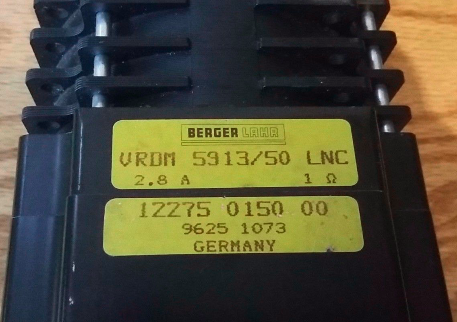 BERGER LAHR
VRDM 5913/50 LNC
2,8 A 1 Ω
12275 0150 00
9625 1073
GERMANY